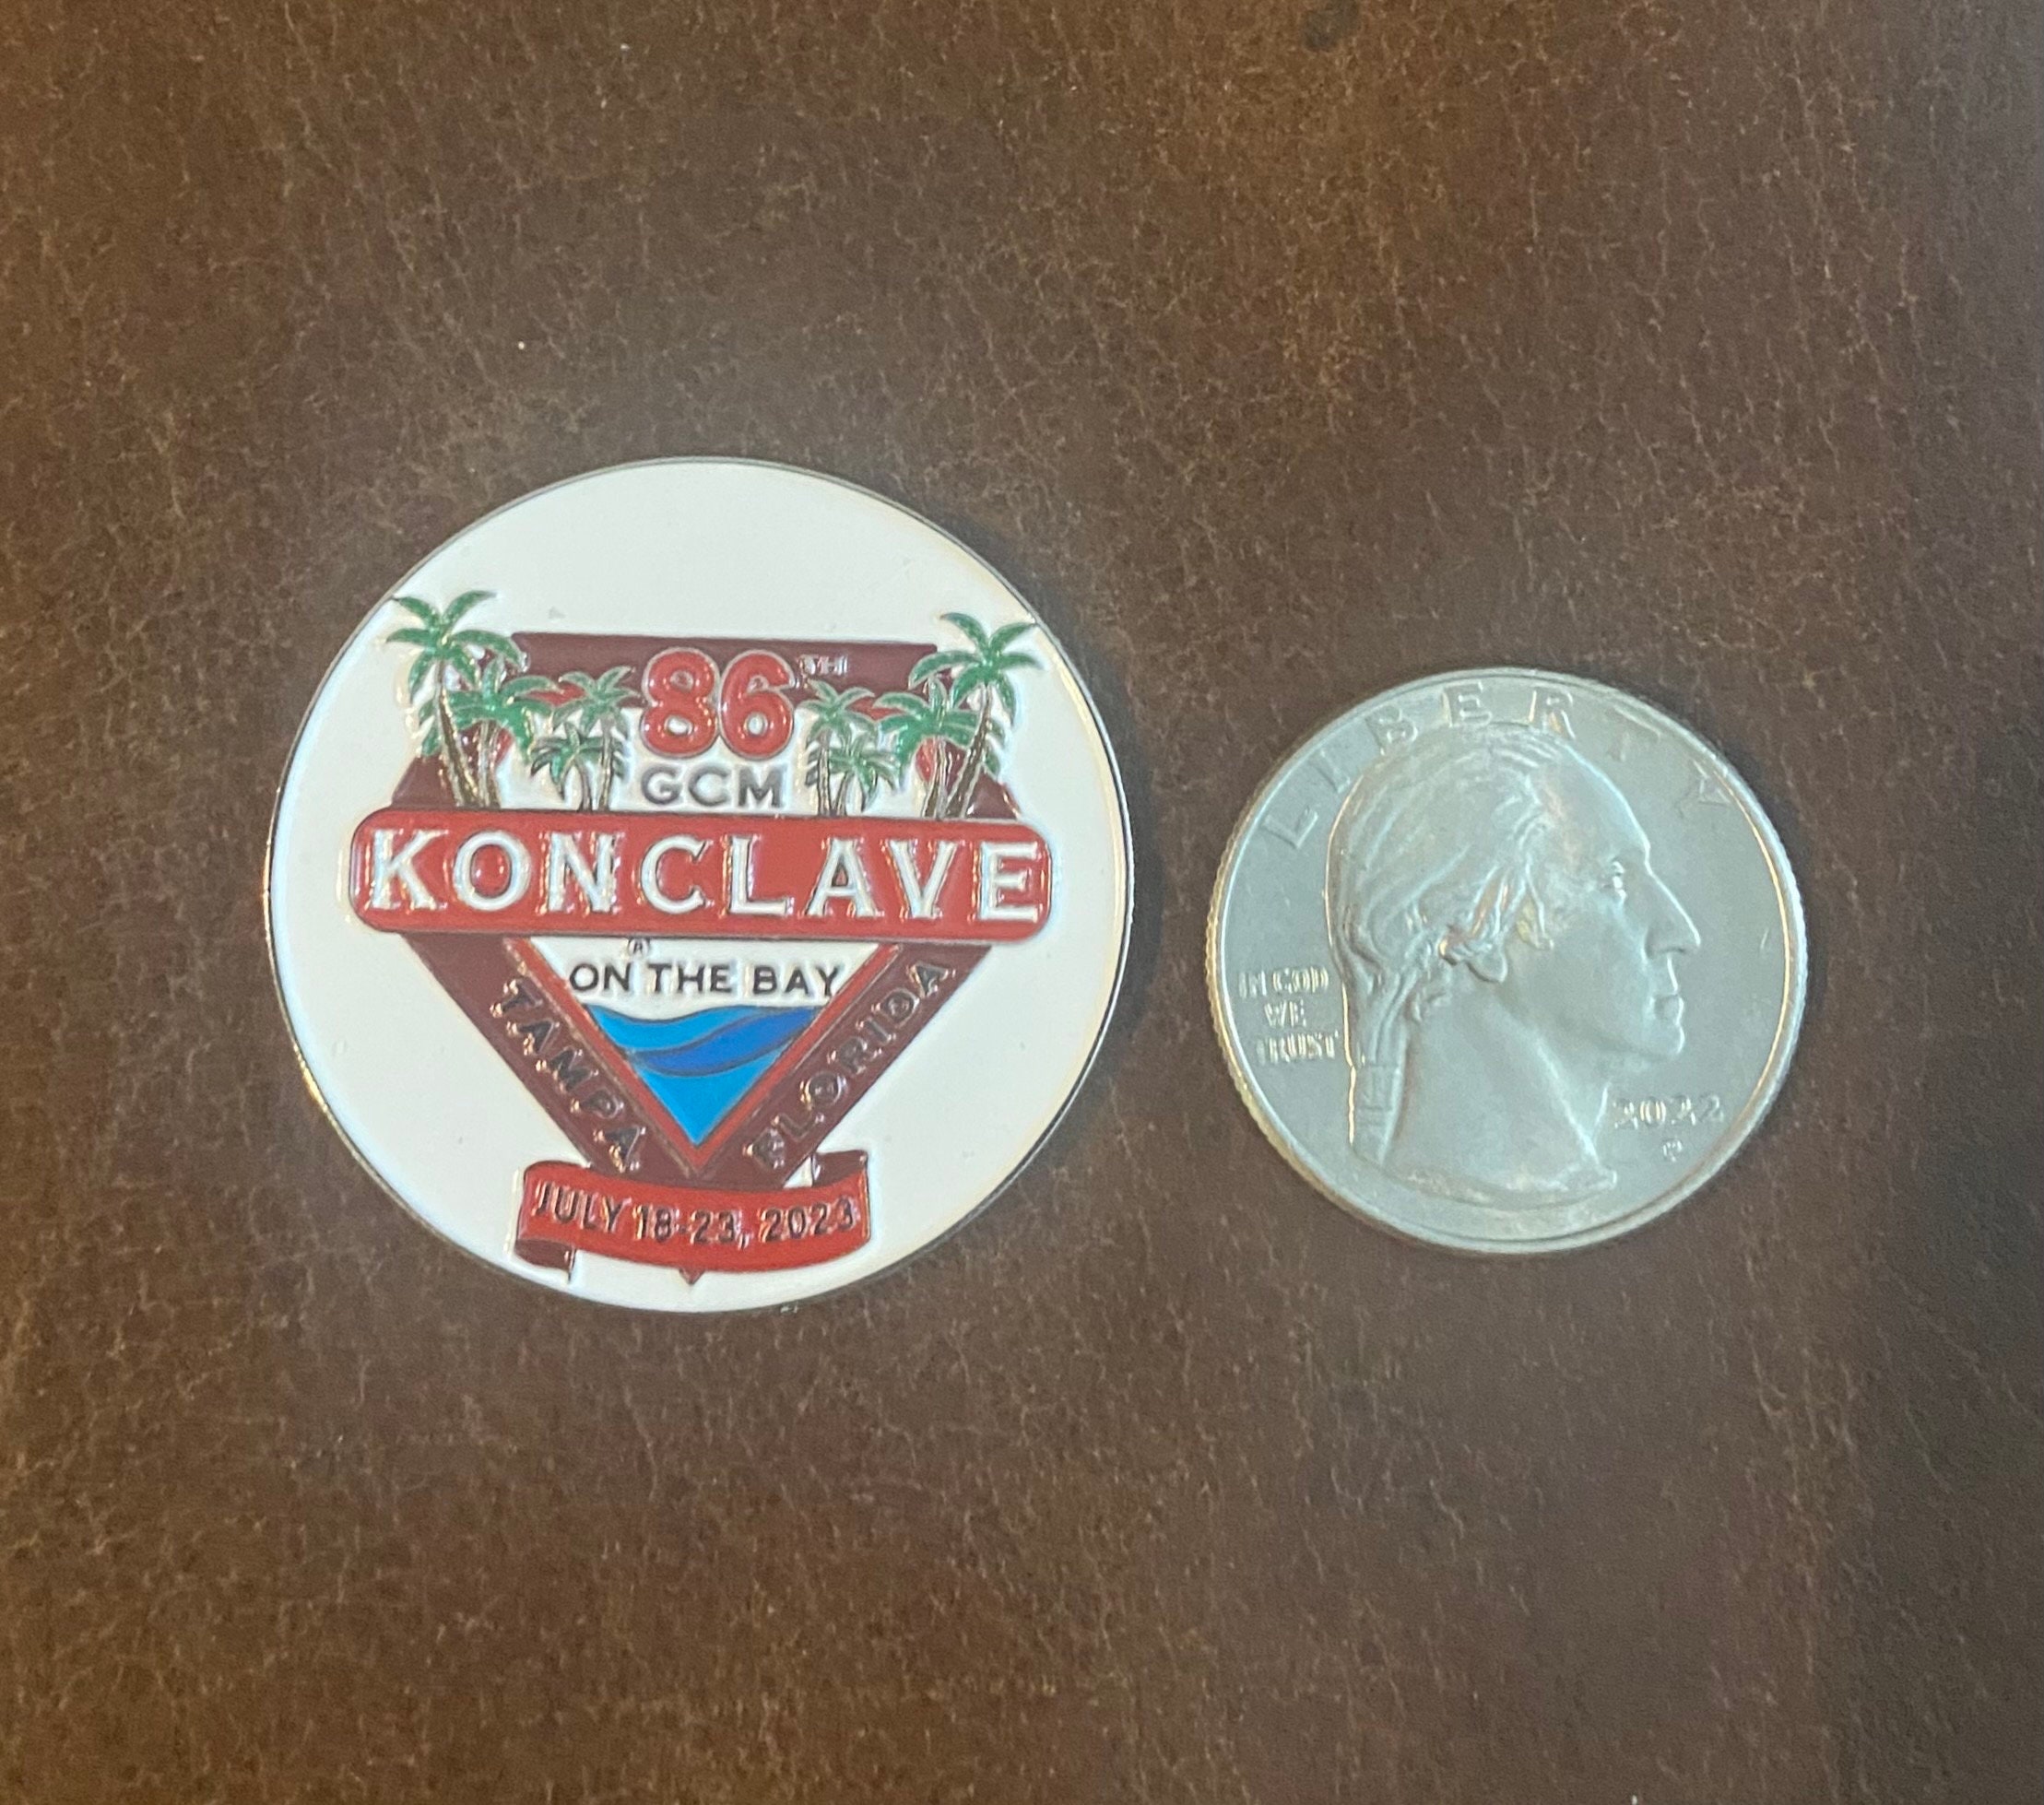 86TH
GCM
KONCLAVE
ON THE BAY
TAMPA
FLORIDA
JULY 18-23, 2023
LIBERTY
IN GOD
WE
TRUST
2022
P